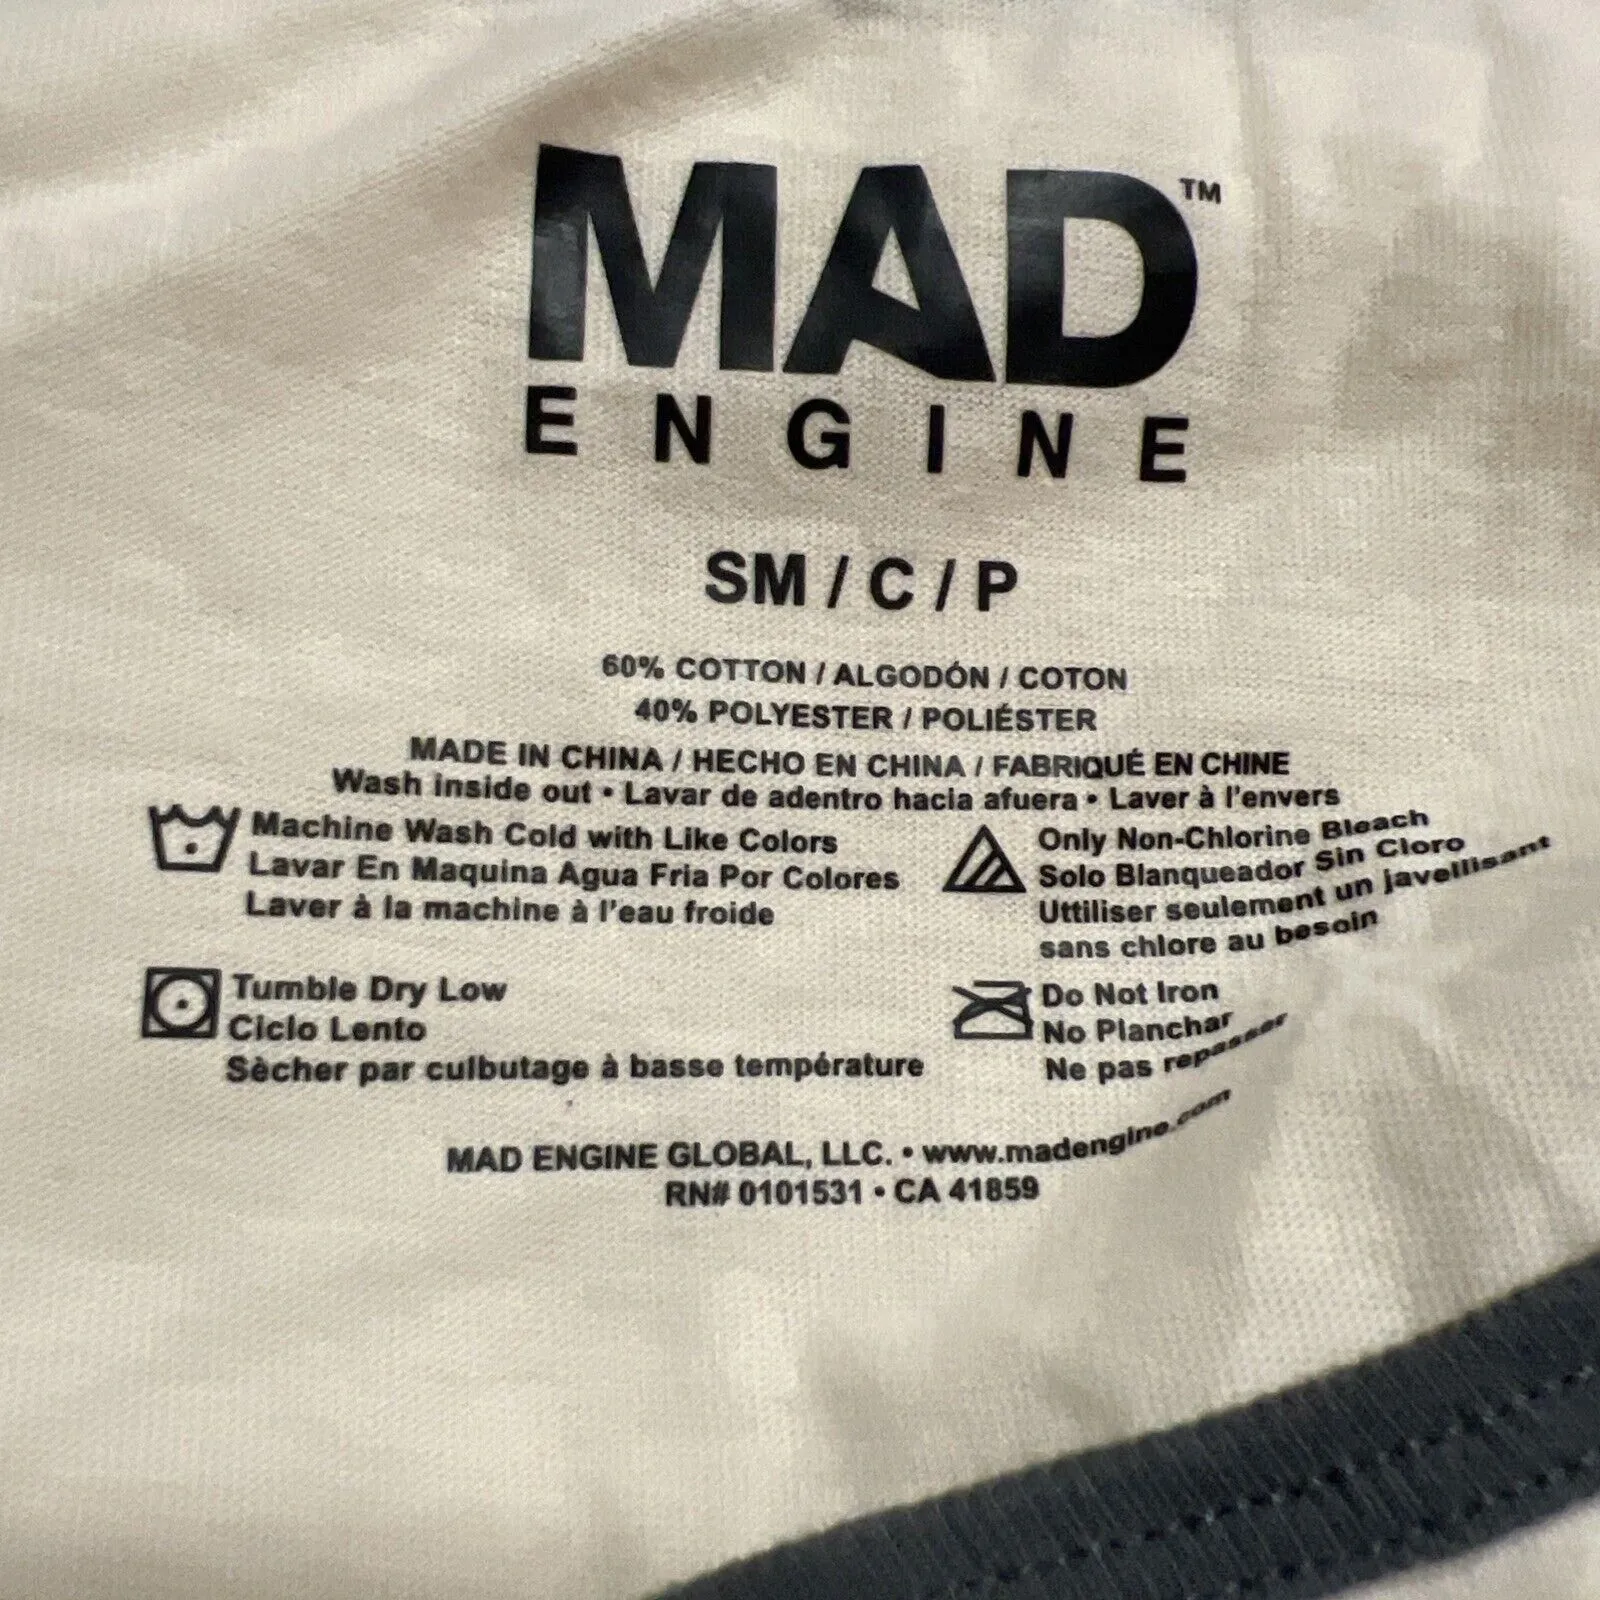 MAD™
ENGINE
SM / C / P
60% COTTON / ALGODÓN / COTON
40% POLYESTER / POLIÉSTER
MADE IN CHINA / HECHO EN CHINA / FABRIQUÉ EN CHINE
Wash inside out • Lavar de adentro hacia afuera • Laver à l'envers
Machine Wash Cold with Like Colors
Lavar En Maquina Agua Fria Por Colores
Laver à la machine à l'eau froide
Only Non-Chlorine Bleach
Solo Blanqueador Sin Cloro
Uttiliser seulement un javellisant
sans chlore au besoin
Tumble Dry Low
Ciclo Lento
Sècher par culbutage à basse température
Do Not Iron
No Planchar
Ne pas repasser
MAD ENGINE GLOBAL, LLC. • www.madengine.com
RN# 0101531 • CA 41859